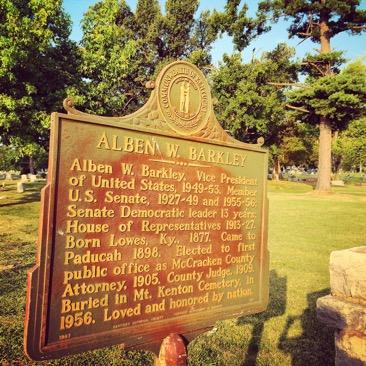 ALBEN W. BARKLEY
Alben W. Barkley, Vice President
of United States, 1949-53. Member
U.S. Senate, 1927-49 and 1955-56;
Senate Democratic leader 13 years;
House of Representatives 1913-27.
Born Lowes, Ky., 1877. Came to
Paducah 1898. Elected to first
public office as McCracken County
Attorney, 1905. County Judge, 1909.
Buried in Mt. Kenton Cemetery, in
1956. Loved and honored by nation.